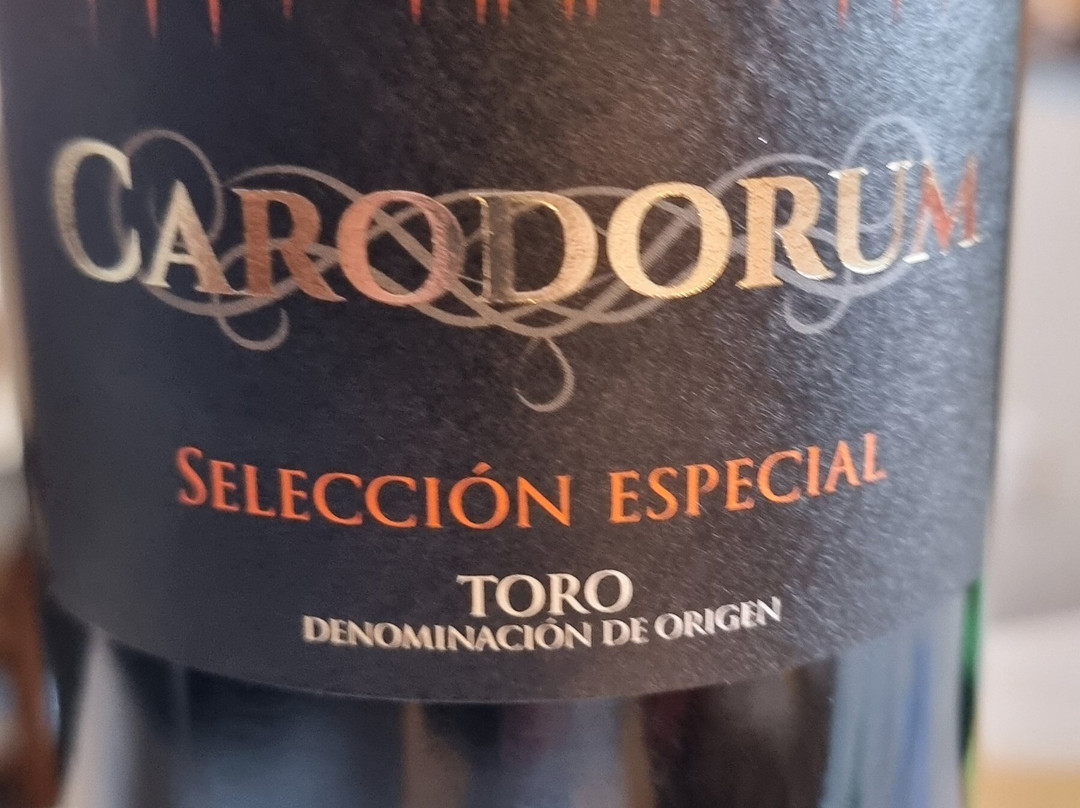 CARODORUM
SELECCIÓN ESPECIAL
TORO
DENOMINACIÓN DE ORIGEN